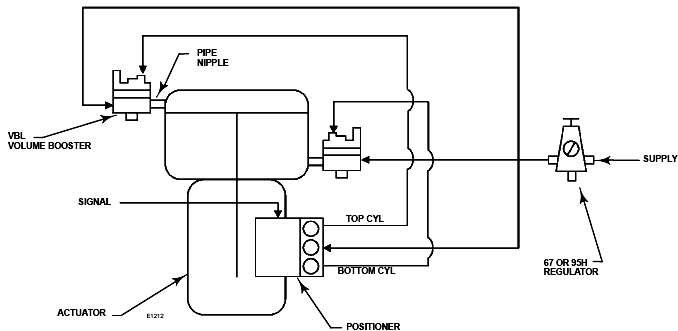 PIPE
NIPPLE
VBL
VOLUME BOOSTER
SUPPLY
SIGNAL
TOP CYL
67 OR 95H
REGULATOR
BOTTOM CYL
ACTUATOR
E1212
POSITIONER